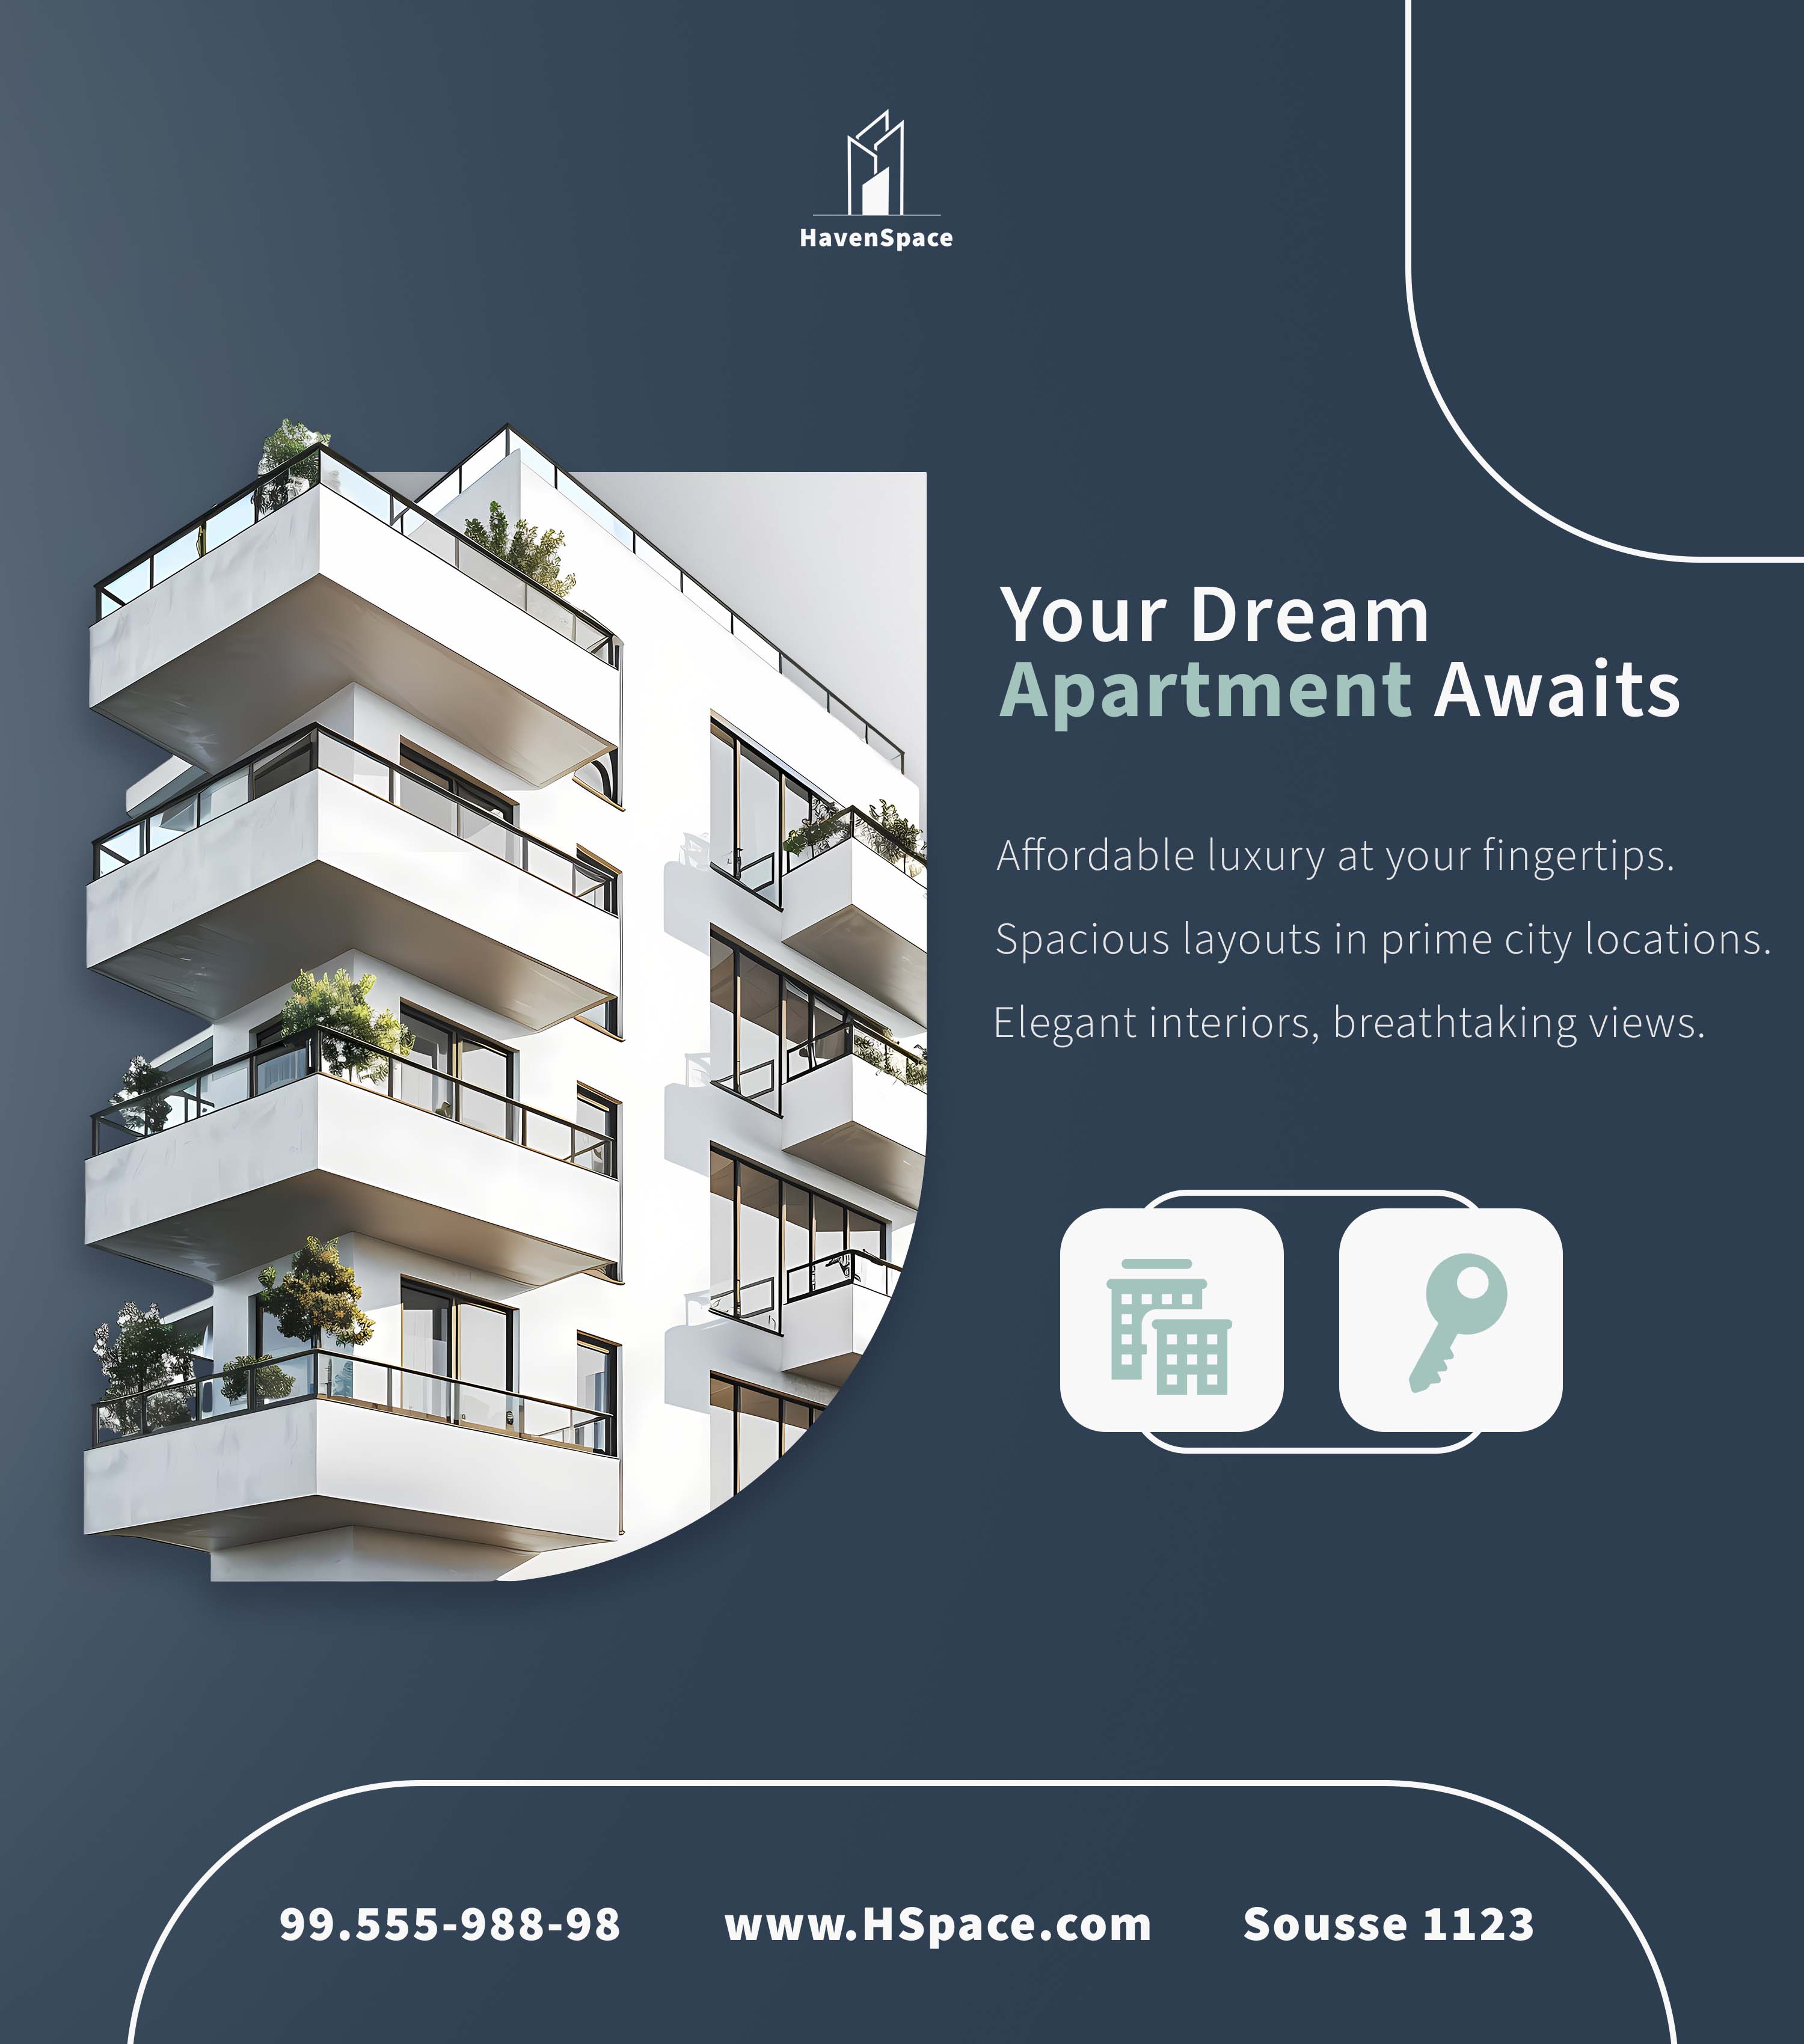 HavenSpace
Your Dream
Apartment Awaits
Affordable luxury at your fingertips.
Spacious layouts in prime city locations.
Elegant interiors, breathtaking views.
99.555-988-98 www.HSpace.com Sousse 1123